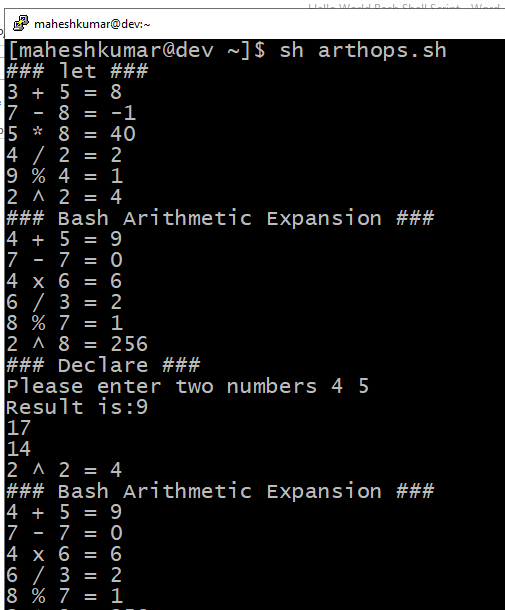 Hello World Bash Shell Script - Word
maheshkumar@dev:~
[maheshkumar@dev ~]$ sh arthops.sh
### let ###
3 + 5 = 8
7 - 8 = -1
5 * 8 = 40
4 / 2 = 2
9 % 4 = 1
2 ^ 2 = 4
### Bash Arithmetic Expansion ###
4 + 5 = 9
7 - 7 = 0
4 x 6 = 6
6 / 3 = 2
8 % 7 = 1
2 ^ 8 = 256
### Declare ###
Please enter two numbers 4 5
Result is:9
17
14
2 ^ 2 = 4
### Bash Arithmetic Expansion ###
4 + 5 = 9
7 - 7 = 0
4 x 6 = 6
6 / 3 = 2
8 % 7 = 1